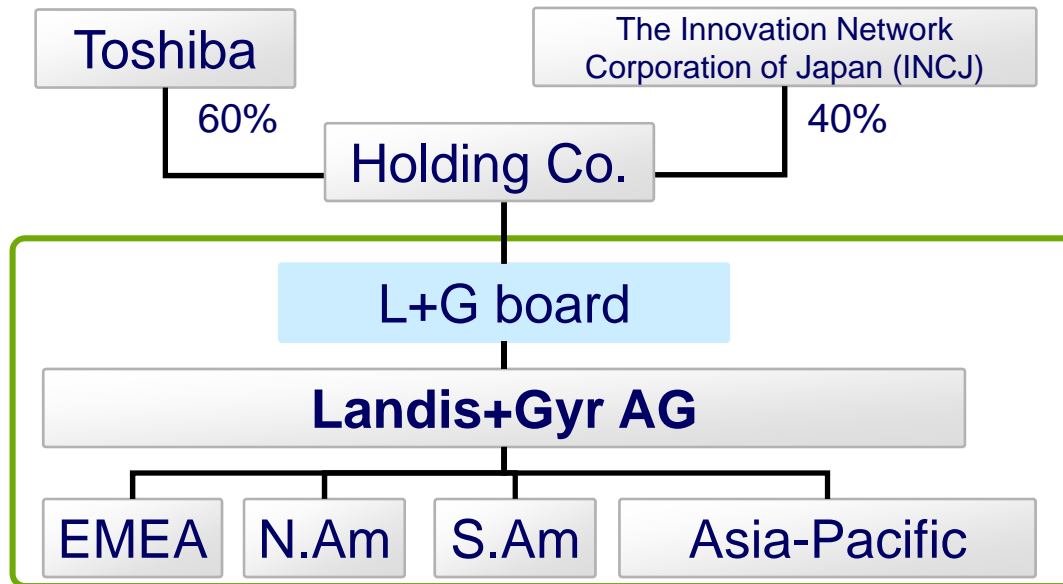 Toshiba
The Innovation Network
Corporation of Japan (INCJ)
60%
40%
Holding Co.
L+G board
Landis+Gyr AG
EMEA
N.Am
S.Am
Asia-Pacific